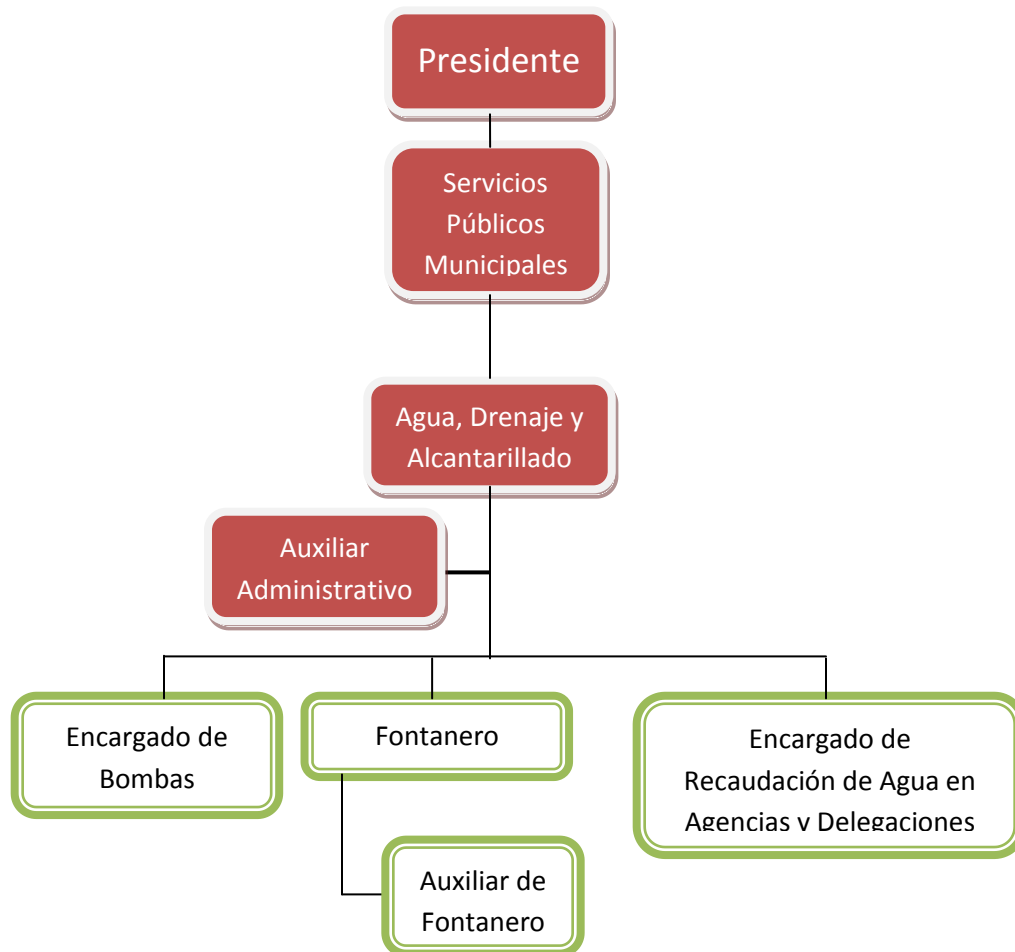 Presidente
Servicios
Públicos
Municipales
Agua, Drenaje y
Alcantarillado
Auxiliar
Administrativo
Encargado de
Bombas
Fontanero
Encargado de
Recaudación de Agua en
Agencias y Delegaciones
Auxiliar de
Fontanero